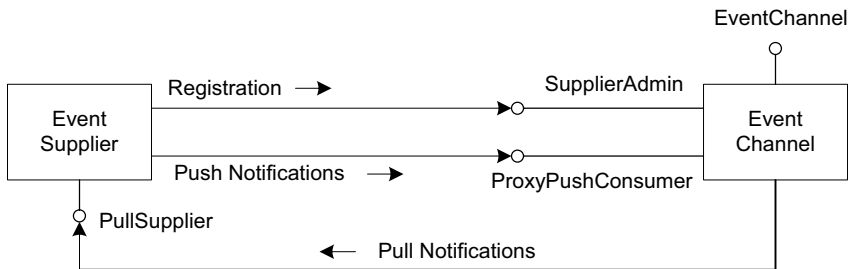 EventChannel
Registration
SupplierAdmin
Event
Supplier
Event
Channel
Push Notifications
ProxyPushConsumer
PullSupplier
Pull Notifications